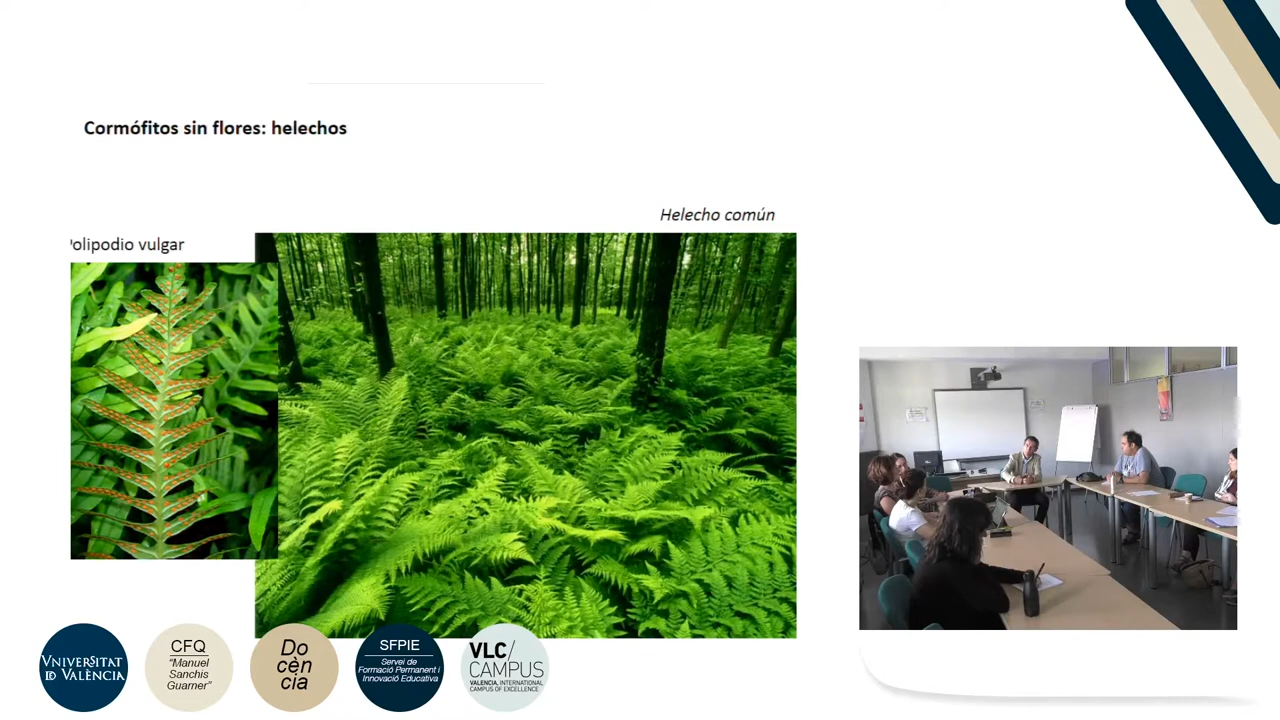 Cormófitos sin flores: helechos
Helecho común
olipodio vulgar
VNIVERSITAT
ID VALÈNCIA
CFQ
"Manuel
Sanchis
Guarner"
Do
cèn
cia
SFPIE
Servei de
Formació Permanent i
Innovació Educativa
VLC/
CAMPUS
VALENCIA, INTERNATIONAL
CAMPUS OF EXCELLENCE